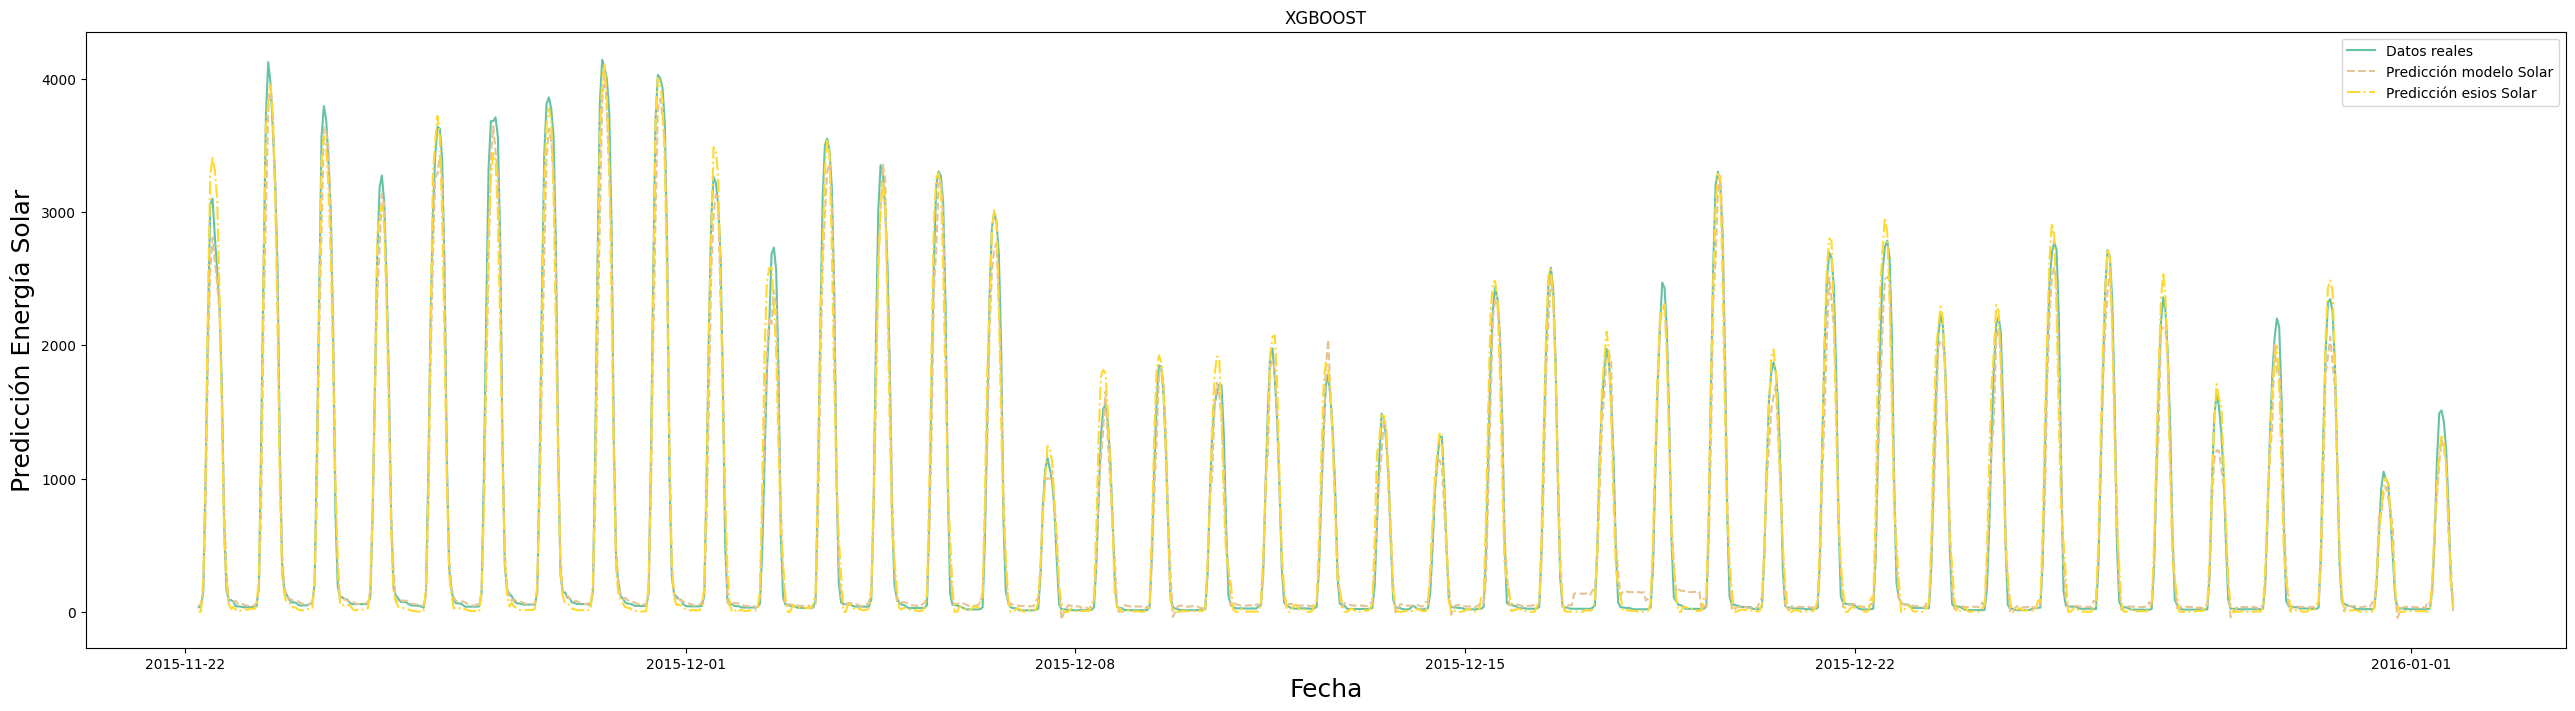 XGBOOST
Datos reales
Predicción modelo Solar
Predicción esios Solar
Predicción Energía Solar
4000
3000
2000
1000
0
2015-11-22
2015-12-01
2015-12-08
2015-12-15
2015-12-22
2016-01-01
Fecha